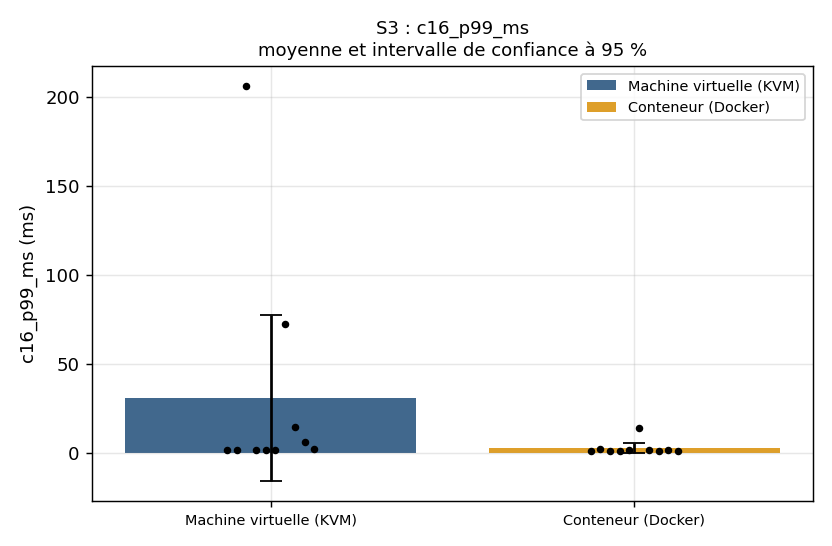 S3 : c16_p99_ms
moyenne et intervalle de confiance à 95 %
Machine virtuelle (KVM)
Conteneur (Docker)
c16_p99_ms (ms)
200
150
100
50
0
Machine virtuelle (KVM)
Conteneur (Docker)